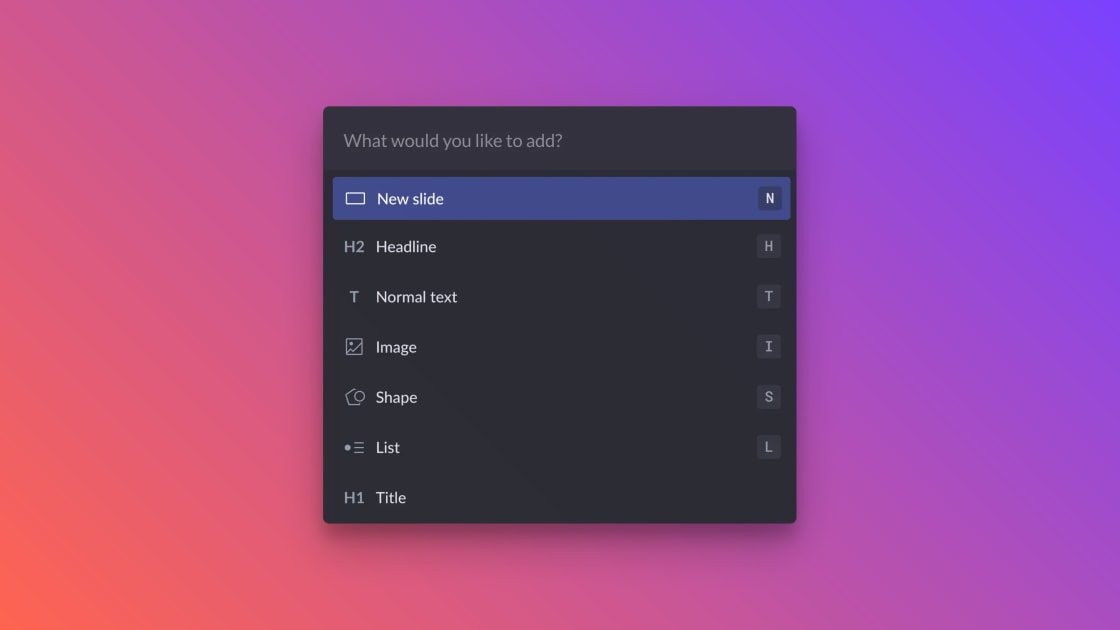 What would you like to add?
New slide N
H2 Headline H
T Normal text T
Image I
Shape S
List L
H1 Title